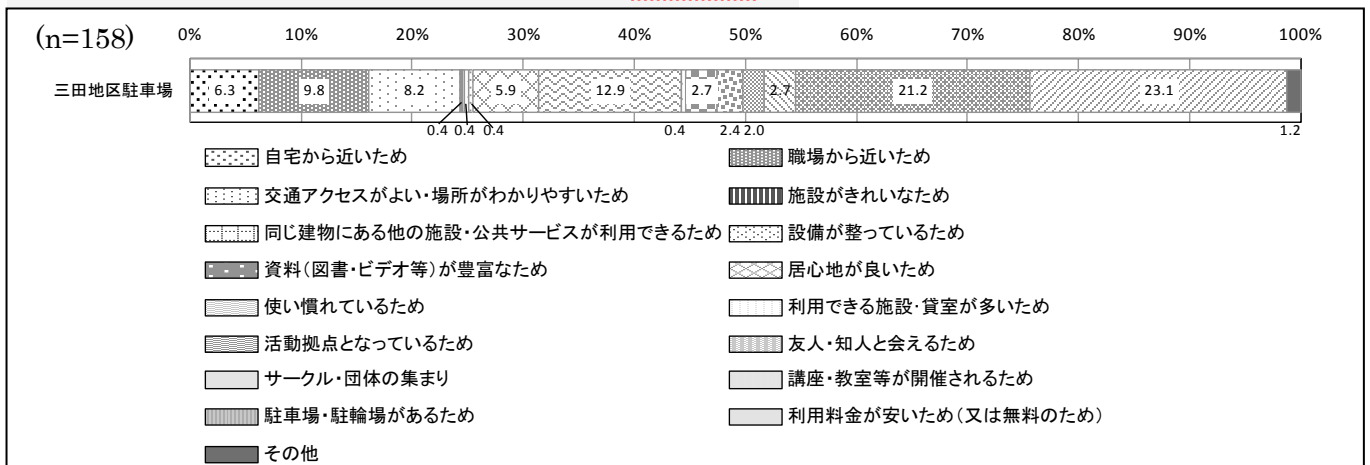 (n=158)
0% 10% 20% 30% 40% 50% 60% 70% 80% 90% 100%
三田地区駐車場 6.3 9.8 8.2 5.9 12.9 2.7 2.7 21.2 23.1
0.4 0.4 0.4 0.4 2.4 2.0 1.2
自宅から近いため 職場から近いため
交通アクセスがよい・場所がわかりやすいため 施設がきれいなため
同じ建物にある他の施設・公共サービスが利用できるため 設備が整っているため
資料(図書・ビデオ等)が豊富なため 居心地が良いため
使い慣れているため 利用できる施設・貸室が多いため
活動拠点となっているため 友人・知人と会えるため
サークル・団体の集まり 講座・教室等が開催されるため
駐車場・駐輪場があるため 利用料金が安いため(又は無料のため)
その他